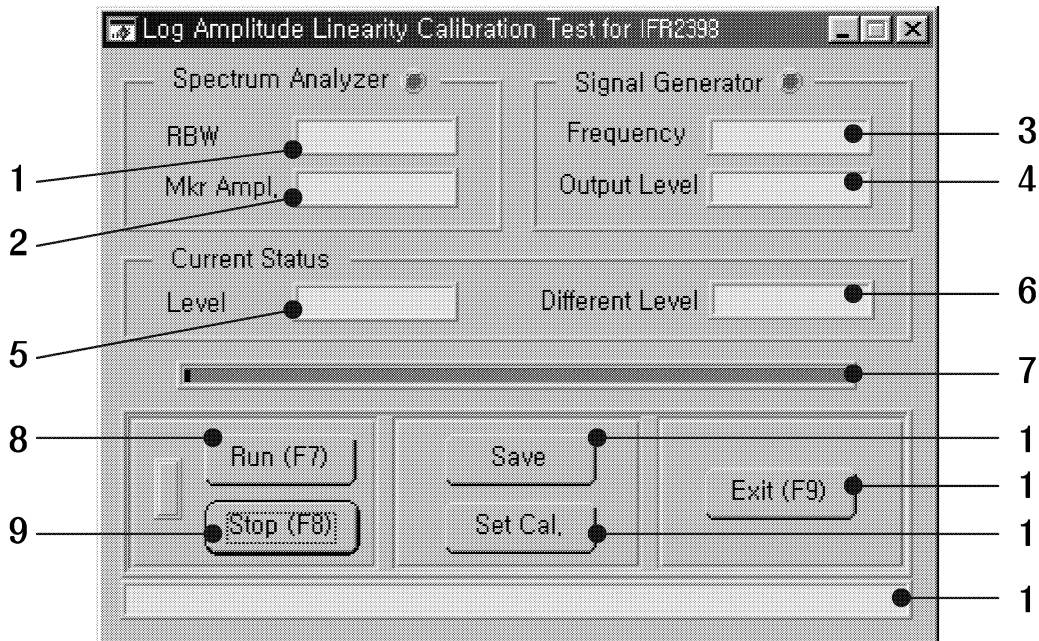 Log Amplitude Linearity Calibration Test for IFR2398
Spectrum Analyzer
Signal Generator
RBW
Frequency
3
1
Mkr Ampl.
Output Level
4
2
Current Status
Level
Different Level
6
5
7
8
Run (F7)
Save
1
Exit (F9)
1
9
Stop (F8)
Set Cal.
1
1